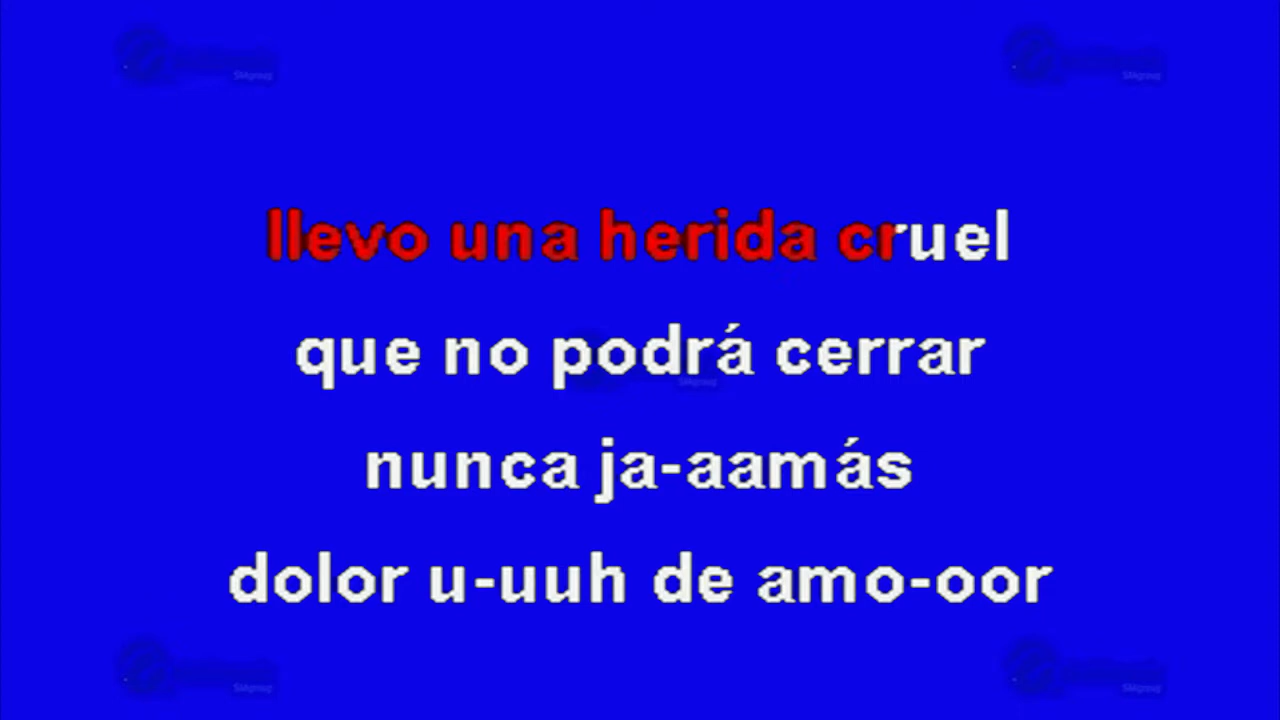 llevo una herida cruel
que no podrá cerrar
nunca ja-aamás
dolor u-uuh de amo-oor